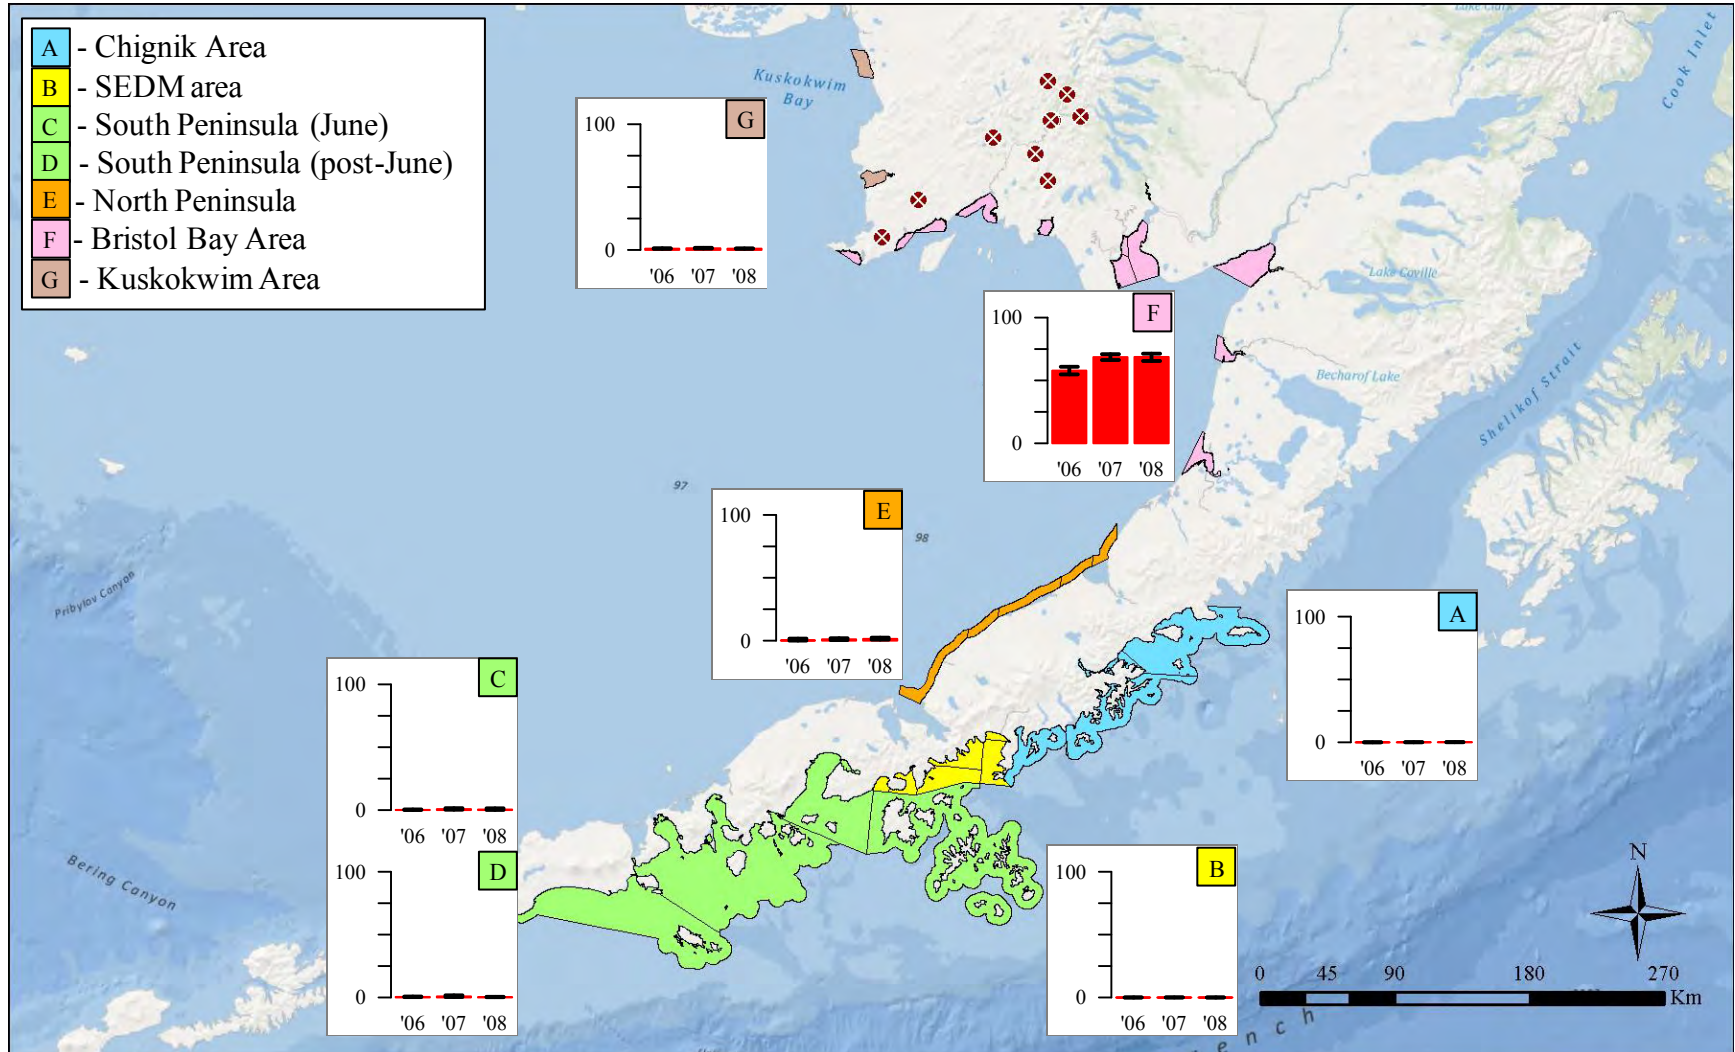 A - Chignik Area
B - SEDM area
C - South Peninsula (June)
D - South Peninsula (post-June)
E - North Peninsula
F - Bristol Bay Area
G - Kuskokwim Area
Lake Clark
Cook Inlet
Kuskokwim
Bay
G
100
0
'06 '07 '08
Lake Coville
F
100
0
'06 '07 '08
Becharof Lake
Shelikof Strait
97
98
E
100
0
'06 '07 '08
Pribylov Canyon
A
100
0
'06 '07 '08
C
100
0
'06 '07 '08
Bering Canyon
D
100
0
'06 '07 '08
B
100
0
'06 '07 '08
N
0 45 90 180 270
Km
ench